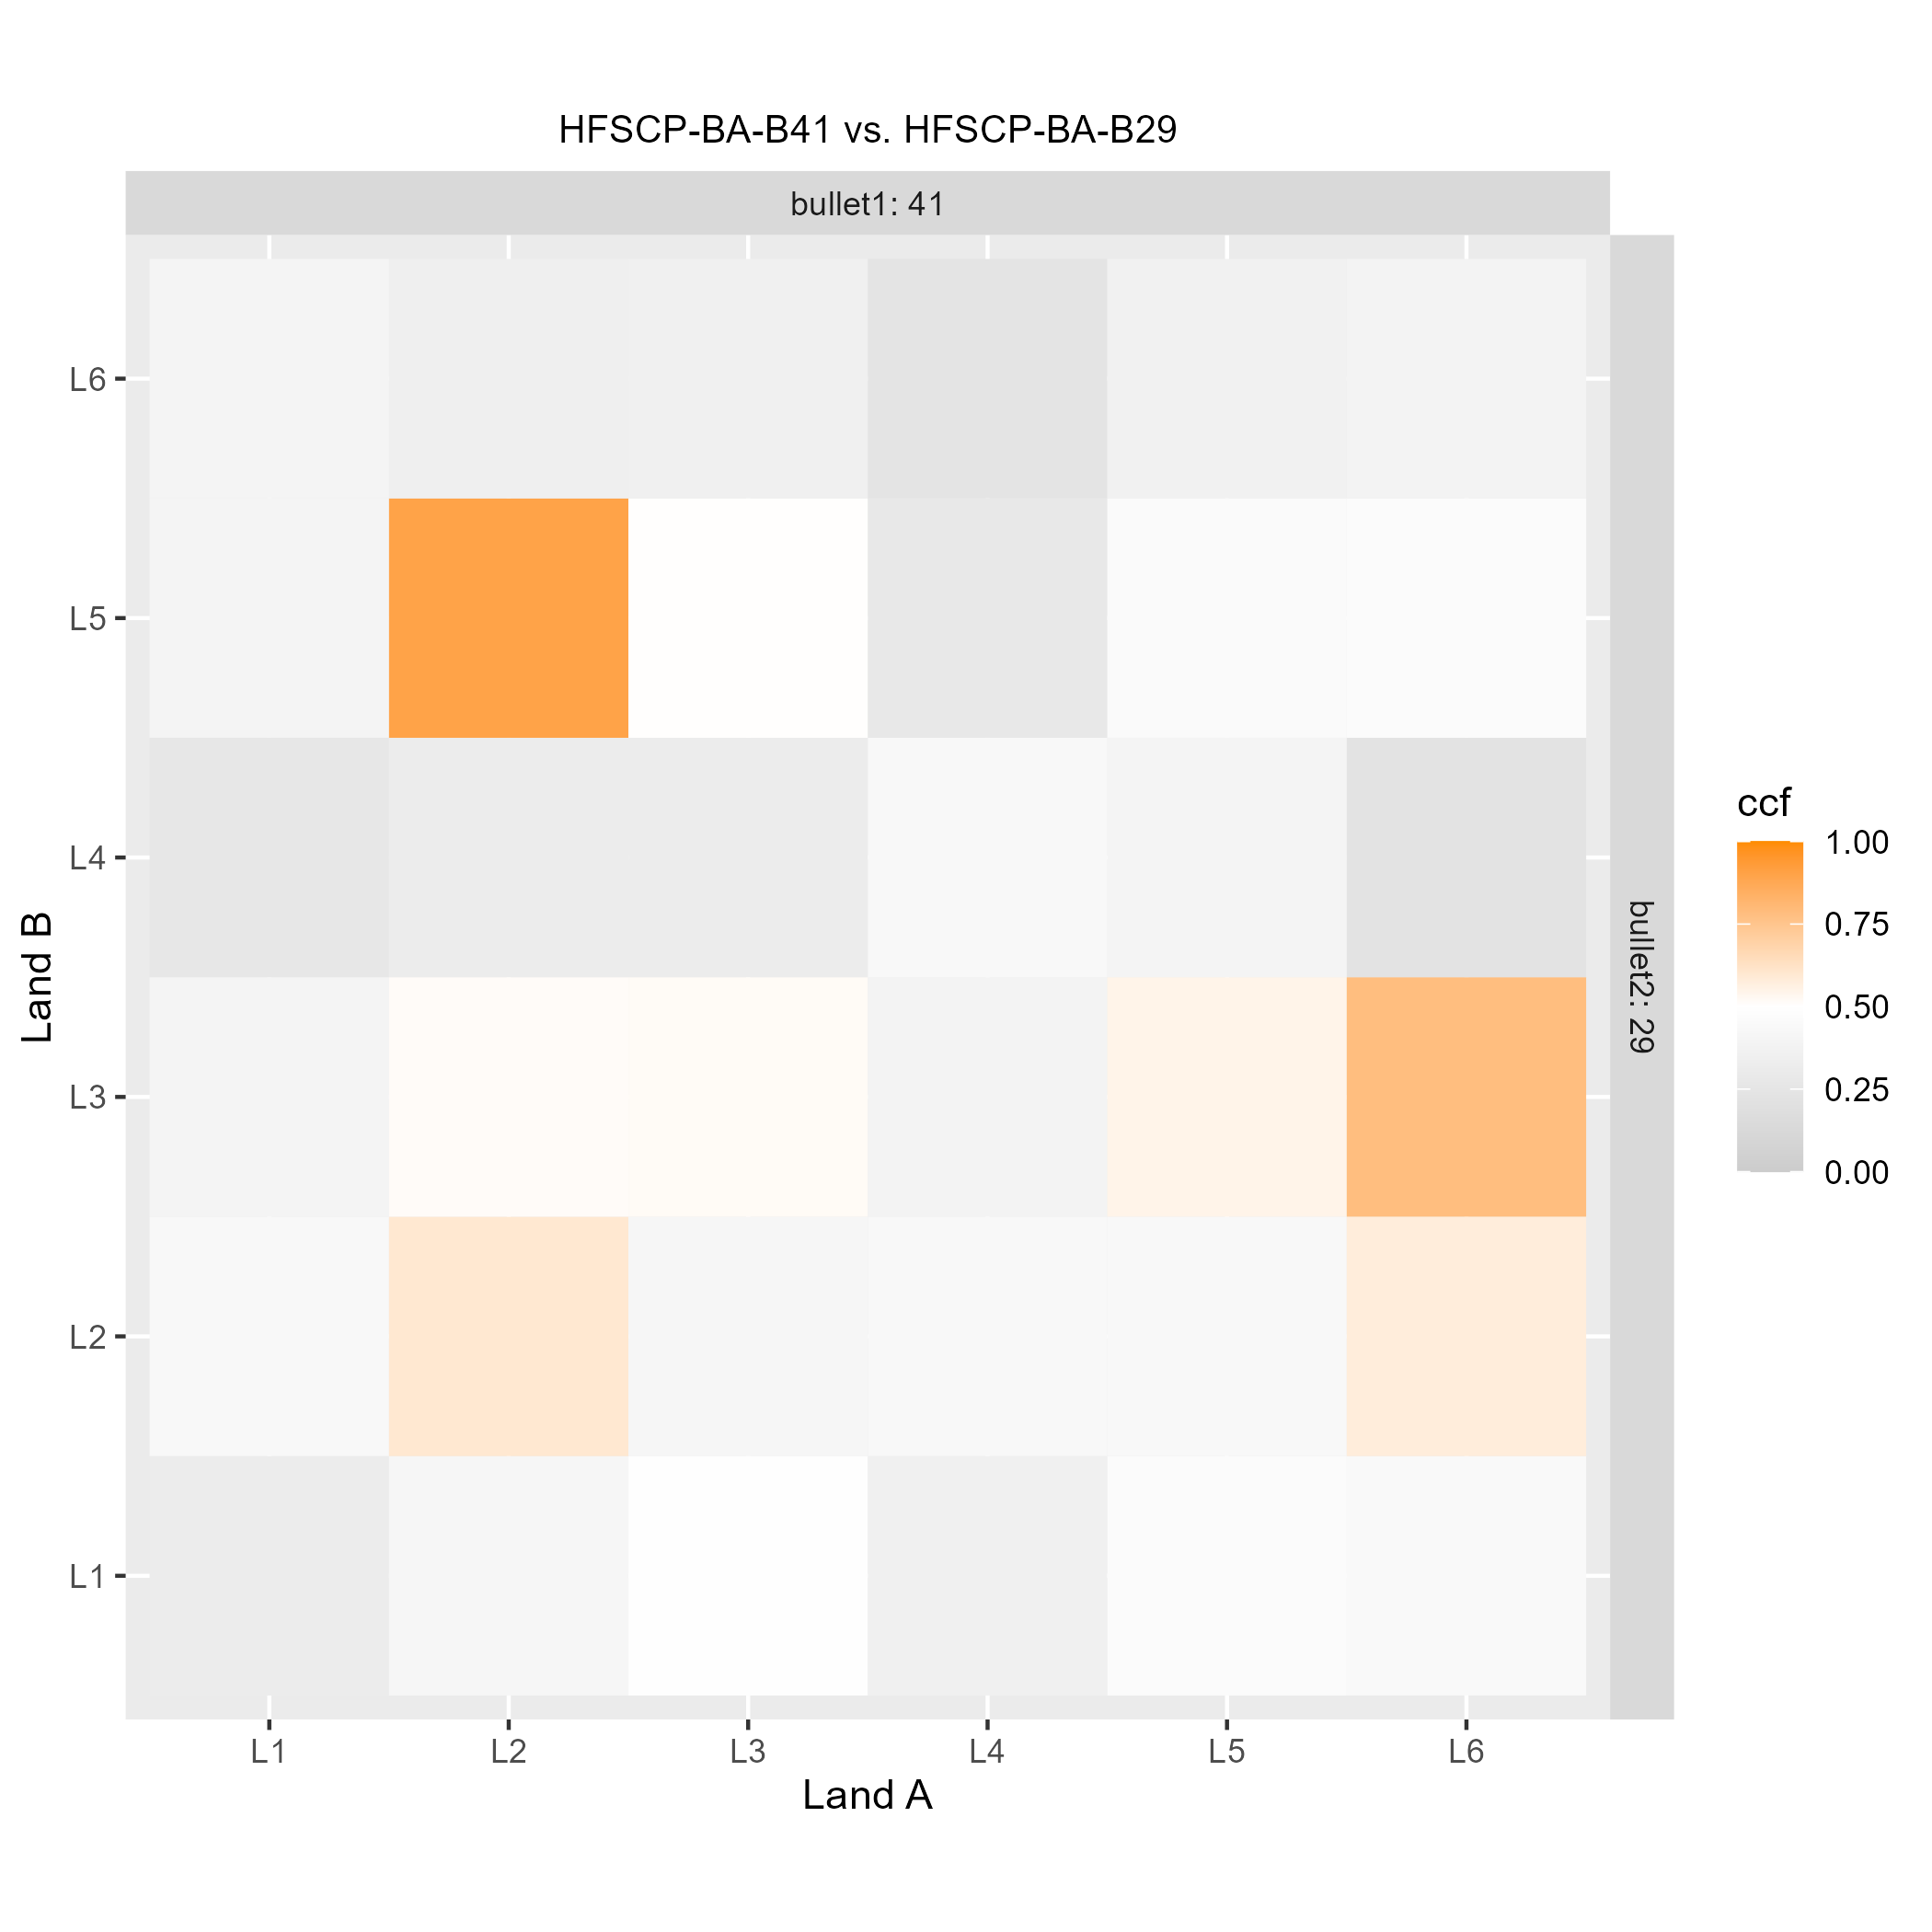 HFSCP-BA-B41 vs. HFSCP-BA-B29
bullet1: 41
L6
L5
L4
L3
L2
L1
Land B
bullet2: 29
ccf
1.00
0.75
0.50
0.25
0.00
L1 L2 L3 L4 L5 L6
Land A